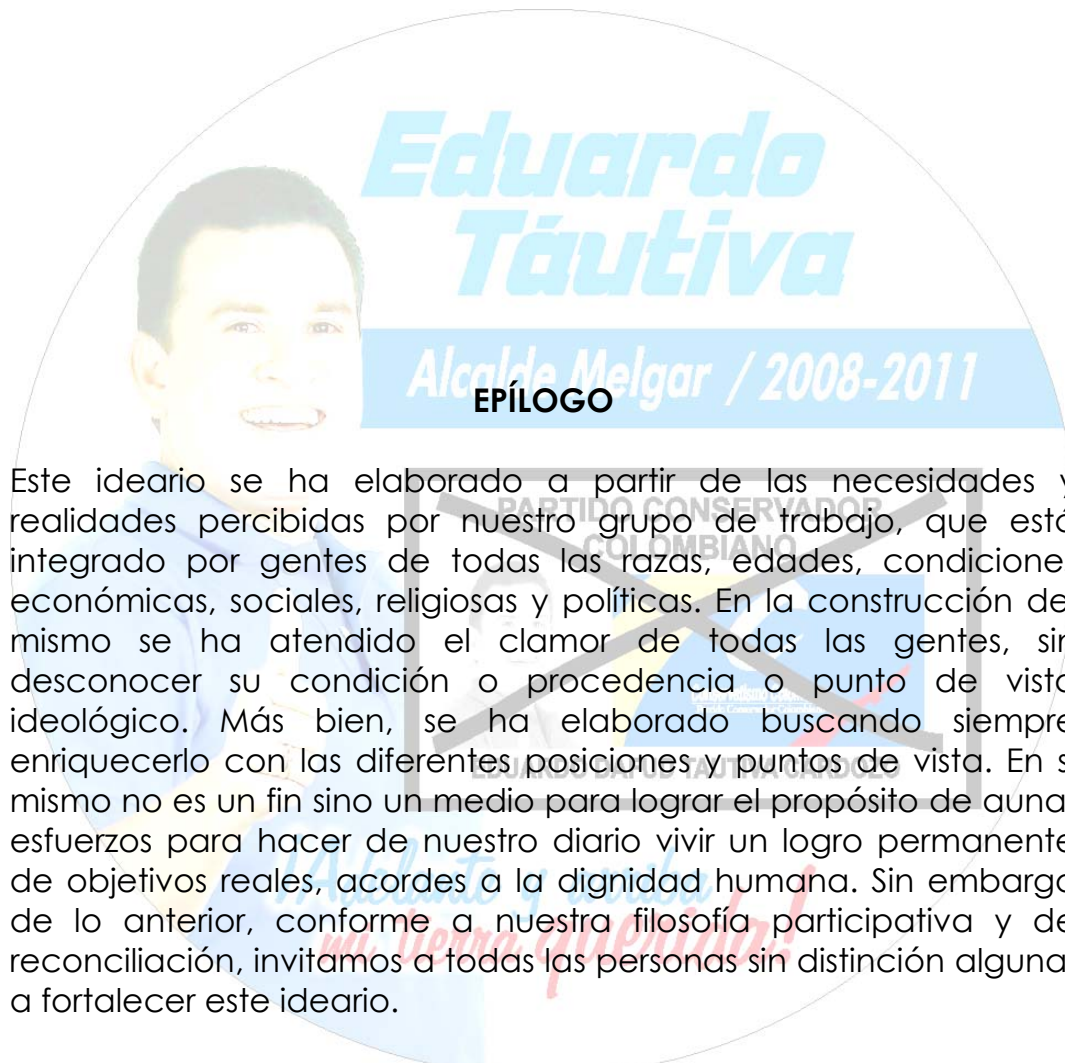 Eduardo
Táutiva
Alcalde Melgar / 2008-2011
EPÍLOGO
Este ideario se ha elaborado a partir de las necesidades y
realidades percibidas por nuestro grupo de trabajo, que está
integrado por gentes de todas las razas, edades, condicione
económicas, sociales, religiosas y políticas. En la construcción de
mismo se ha atendido el clamor de todas las gentes, sin
desconocer su condición o procedencia o punto de vista
ideológico. Más bien, se ha elaborado buscando siempre
enriquecerlo con las diferentes posiciones y puntos de vista. En s
mismo no es un fin sino un medio para lograr el propósito de auna
esfuerzos para hacer de nuestro diario vivir un logro permanente
de objetivos reales, acordes a la dignidad humana. Sin embargo
de lo anterior, conforme a nuestra filosofía participativa y de
reconciliación, invitamos a todas las personas sin distinción alguna
a fortalecer este ideario.
PARTIDO CONSERVADOR
COLOMBIANO
EDUARDO TAUTIVA CARDOZO
¡Adelante y arriba
mi tierra querida!